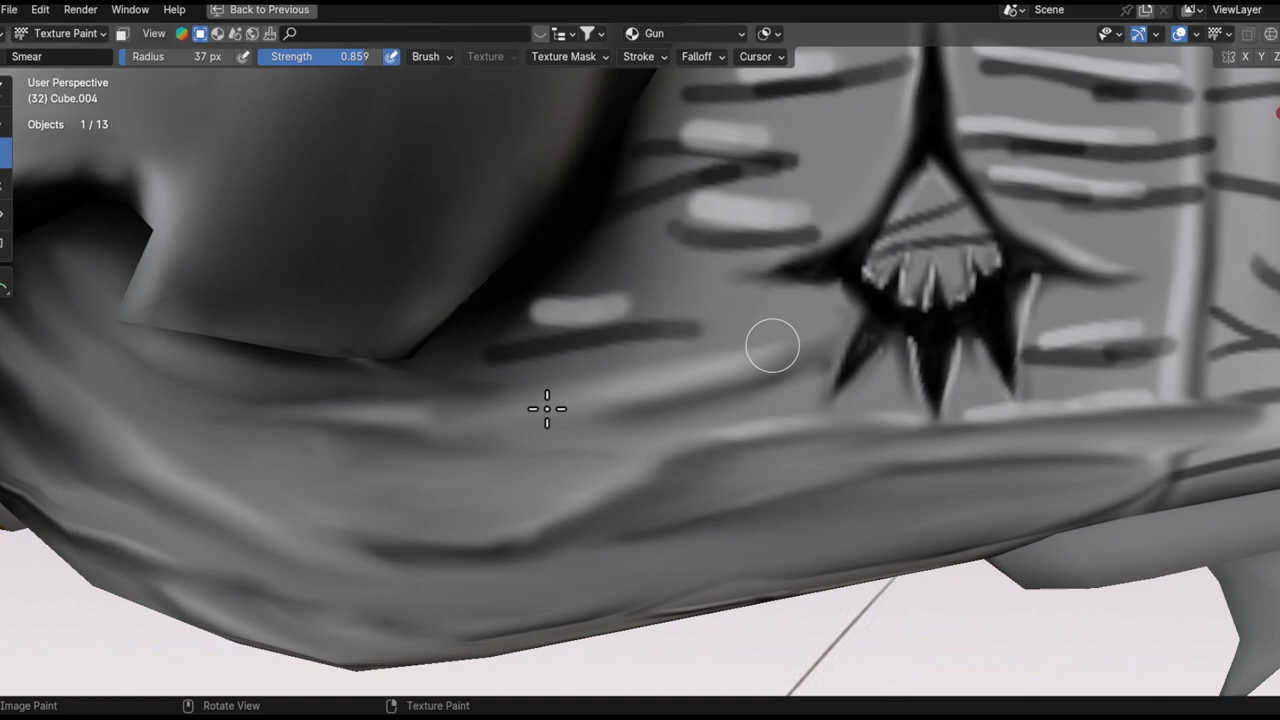 File Edit Render Window Help Back to Previous Scene ViewLayer
Texture Paint View Gun
Smear Radius 37 px Strength 0.859 Brush Texture Texture Mask Stroke Falloff Cursor X Y Z
User Perspective
(32) Cube.004
Objects 1 / 13
Image Paint Rotate View Texture Paint